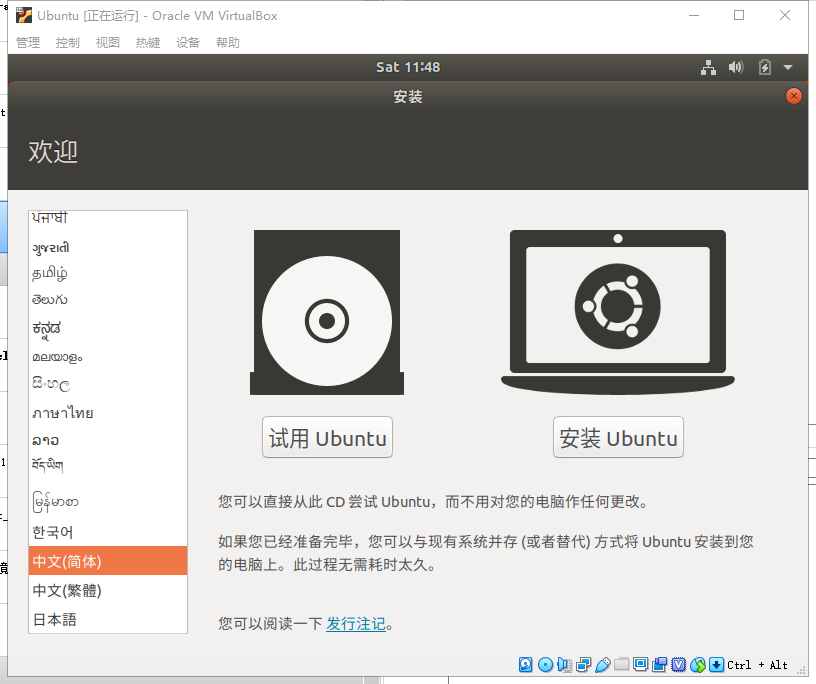 Ubuntu [正在运行] - Oracle VM VirtualBox
管理 控制 视图 热键 设备 帮助
Sat 11:48
安装
欢迎
ਪੰਜਾਬੀ
ગુજરાતી
தமிழ்
తెలుగు
ಕನ್ನಡ
മലയാളം
සිංහල
ภาษาไทย
ລາວ
བོད་ཡིག
မြန်မာစာ
한국어
中文(简体)
中文(繁體)
日本語
试用 Ubuntu
安装 Ubuntu
您可以直接从此 CD 尝试 Ubuntu，而不用对您的电脑作任何更改。
如果您已经准备完毕，您可以与现有系统并存 (或者替代) 方式将 Ubuntu 安装到您
的电脑上。此过程无需耗时太久。
您可以阅读一下 发行注记。
Ctrl + Alt